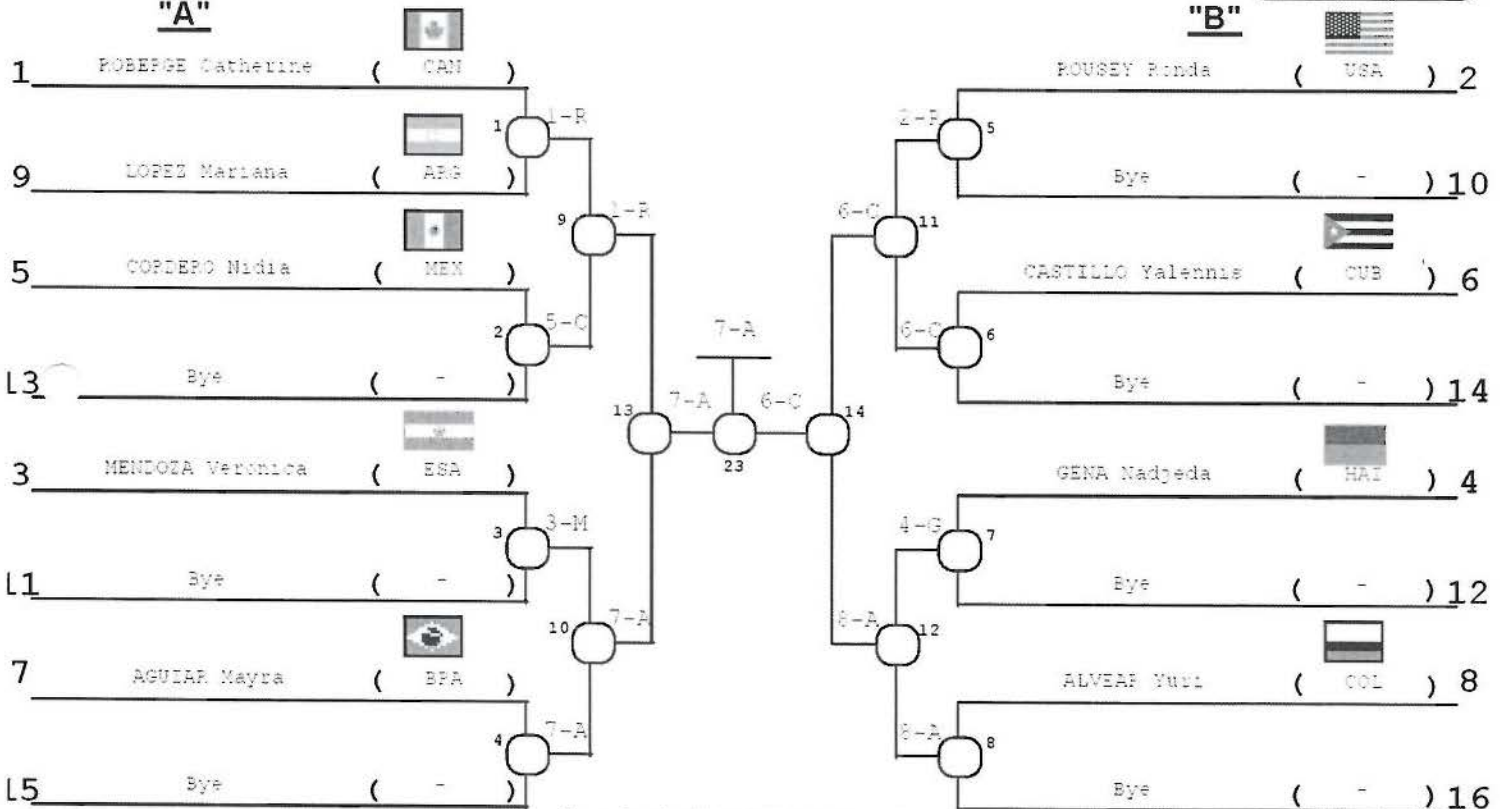 "A"
1 ROBERGE Catherine ( CAN )
1
1-R
9 LOPEZ Mariana ( ARG )
9
1-R
5 CORDERO Nidia ( MEX )
2
5-C
13 Bye ( - )
13
7-A
3 MENDOZA Veronica ( ESA )
3
3-M
11 Bye ( - )
10
7-A
7 AGUIAR Mayra ( BRA )
4
7-A
15 Bye ( - )
7-A
23
"B"
ROUSEY Ronda ( USA ) 2
2-R
5
Bye ( - ) 10
6-C
11
CASTILLO Yalennis ( CUB ) 6
6-C
6
Bye ( - ) 14
6-C
14
GENA Nadjeda ( HAI ) 4
4-G
7
Bye ( - ) 12
8-A
12
ALVEAR Yuri ( COL ) 8
8-A
8
Bye ( - ) 16